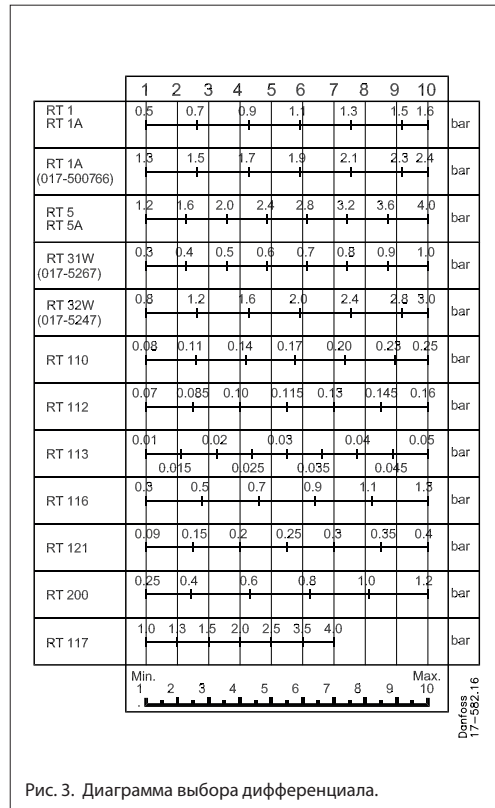 1 2 3 4 5 6 7 8 9 10
RT 1
RT 1A
0.5 0.7 0.9 1.1 1.3 1.5 1.6
bar
RT 1A
(017-500766)
1.3 1.5 1.7 1.9 2.1 2.3 2.4
bar
RT 5
RT 5A
1.2 1.6 2.0 2.4 2.8 3.2 3.6 4.0
bar
RT 31W
(017-5267)
0.3 0.4 0.5 0.6 0.7 0.8 0.9 1.0
bar
RT 32W
(017-5247)
0.8 1.2 1.6 2.0 2.4 2.8 3.0
bar
RT 110
0.08 0.11 0.14 0.17 0.20 0.23 0.25
bar
RT 112
0.07 0.085 0.10 0.115 0.13 0.145 0.16
bar
RT 113
0.01 0.02 0.03 0.04 0.05
0.015 0.025 0.035 0.045
bar
RT 116
0.3 0.5 0.7 0.9 1.1 1.3
bar
RT 121
0.09 0.15 0.2 0.25 0.3 0.35 0.4
bar
RT 200
0.25 0.4 0.6 0.8 1.0 1.2
bar
RT 117
1.0 1.3 1.5 2.0 2.5 3.5 4.0
bar
Min. Max.
1 2 3 4 5 6 7 8 9 10
Danfoss
17-582.16
Рис. 3. Диаграмма выбора дифференциала.